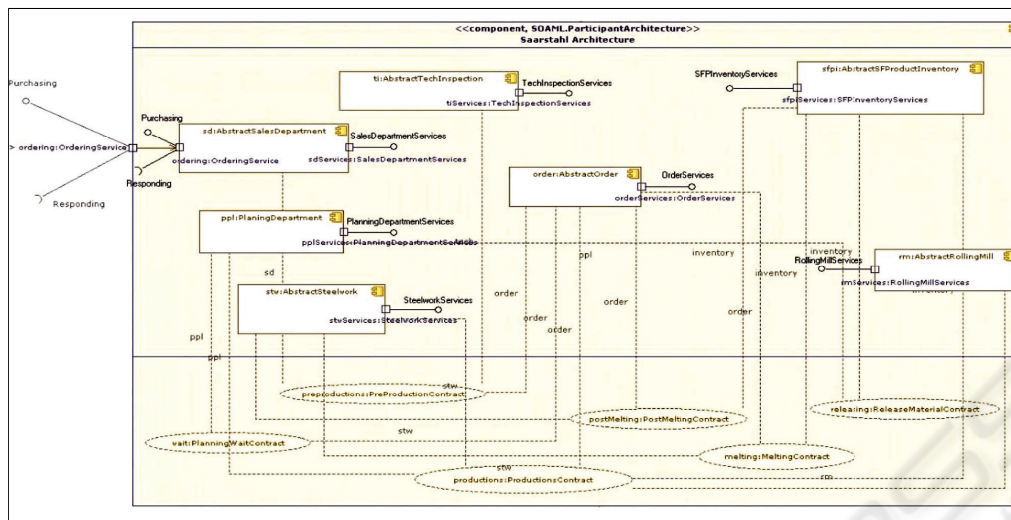 <<component, SOAML.ParticipantArchitecture>>
Saarstahl Architecture
Purchasing
> ordering:OrderingService
Responding
Purchasing
sd:AbstractSalesDepartment
ordering:OrderingService
Responding
SalesDepartmentServices
sdServices:SalesDepartmentServices
ti:AbstractTechInspection
TechInspectionServices
tiServices:TechInspectionServices
SFPInventoryServices
sfpi:AbstractSFProductInventory
sfpiServices:SFPInventoryServices
order:AbstractOrder
OrderServices
orderServices:OrderServices
ppl:PlaningDepartment
PlanningDepartmentServices
pplServices:PlanningDepartmentServices
ppl
inventory
inventory
rm:AbstractRollingMill
RollingMillServices
rmServices:RollingMillServices
inventory
inventory
sd
stw:AbstractSteelwork
SteelworkServices
stwServices:SteelworkServices
order
order
order
order
order
ppl
ppl
stw
preproductions:PreProductionContract
postMelting:PostMeltingContract
releasing:ReleaseMaterialContract
stw
wait:PlanningWaitContract
melting:MeltingContract
stw
rm
productions:ProductionsContract